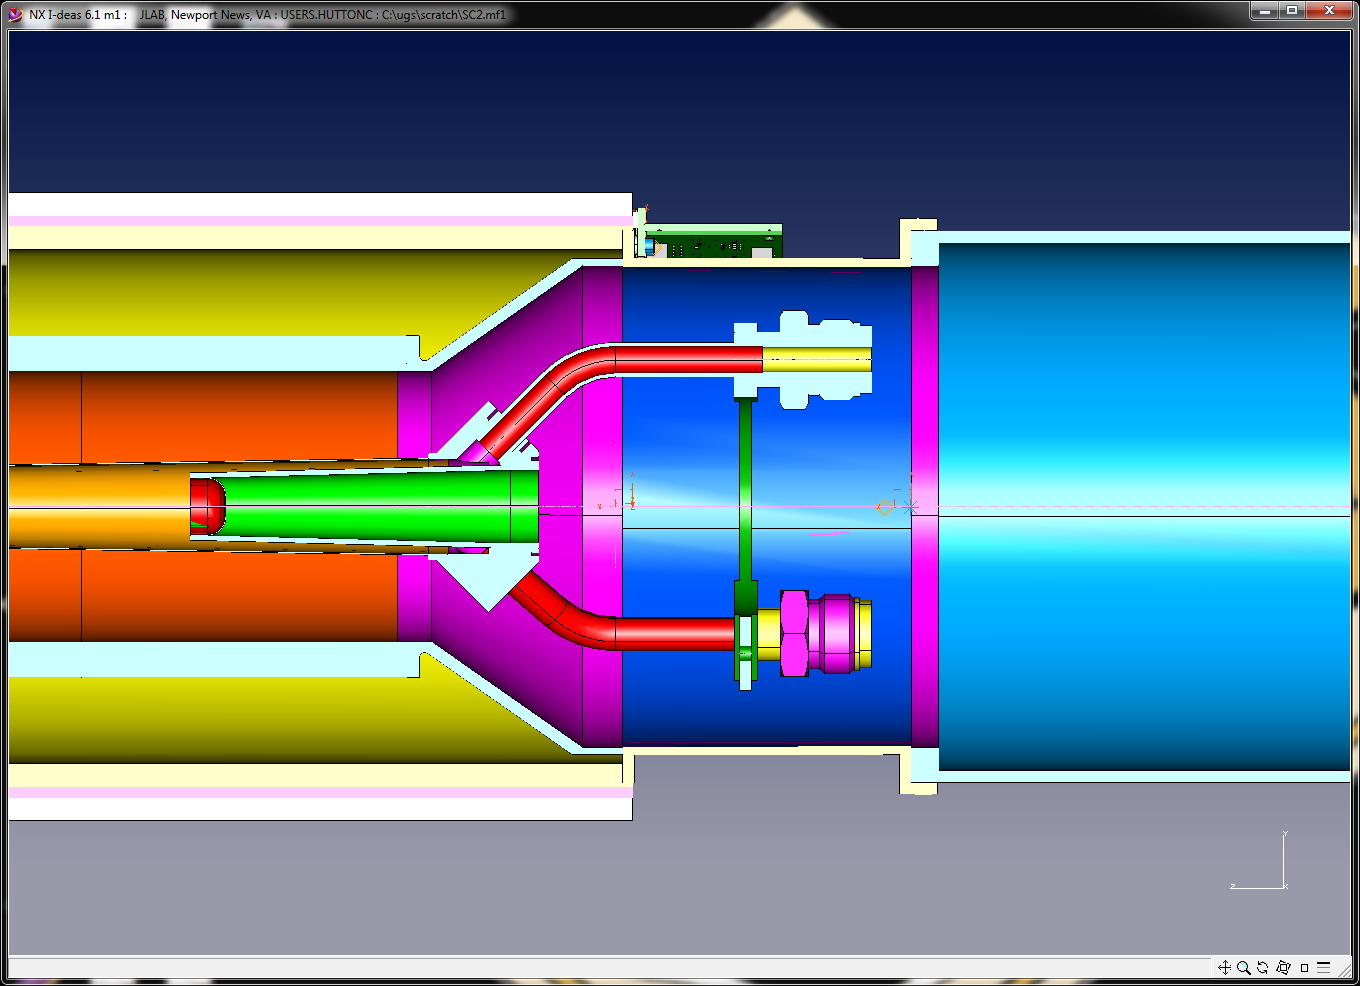 NX I-deas 6.1 m1 : JLAB, Newport News, VA : USERS.HUTTONC : C:\ugs\scratch\SC2.mf1
Y
Z X